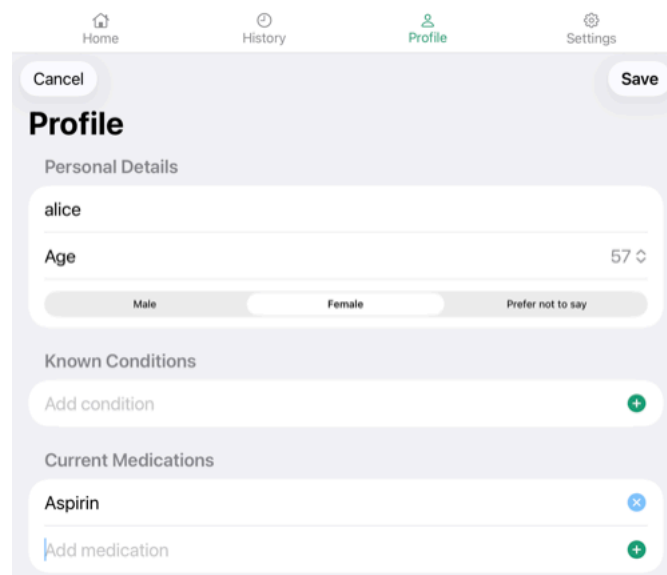 Home History Profile Settings
Cancel Save
Profile
Personal Details
alice
Age 57
Male Female Prefer not to say
Known Conditions
Add condition
Current Medications
Aspirin
Add medication